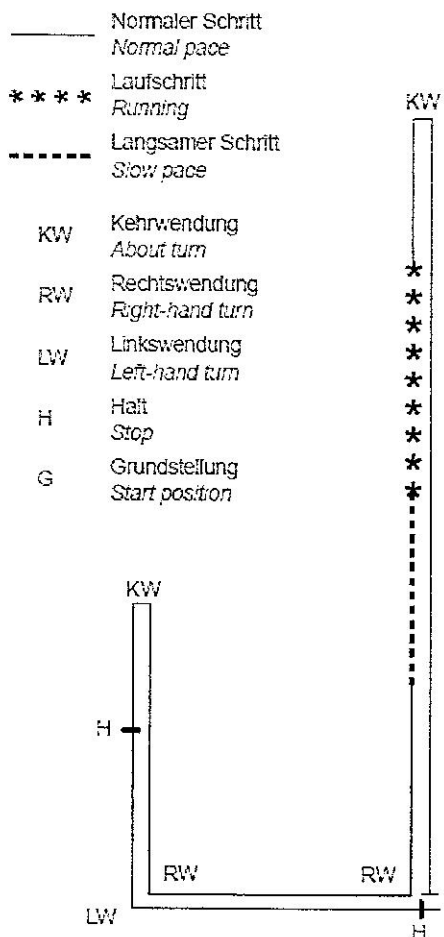 Normaler Schritt
Normal pace
* * * * Laufschritt
Running
Langsamer Schritt
Slow pace
KW Kehrwendung
About turn
RW Rechtswendung
Right-hand turn
LW Linkswendung
Left-hand turn
H Halt
Stop
G Grundstellung
Start position
KW
KW
H
RW RW
LW
H